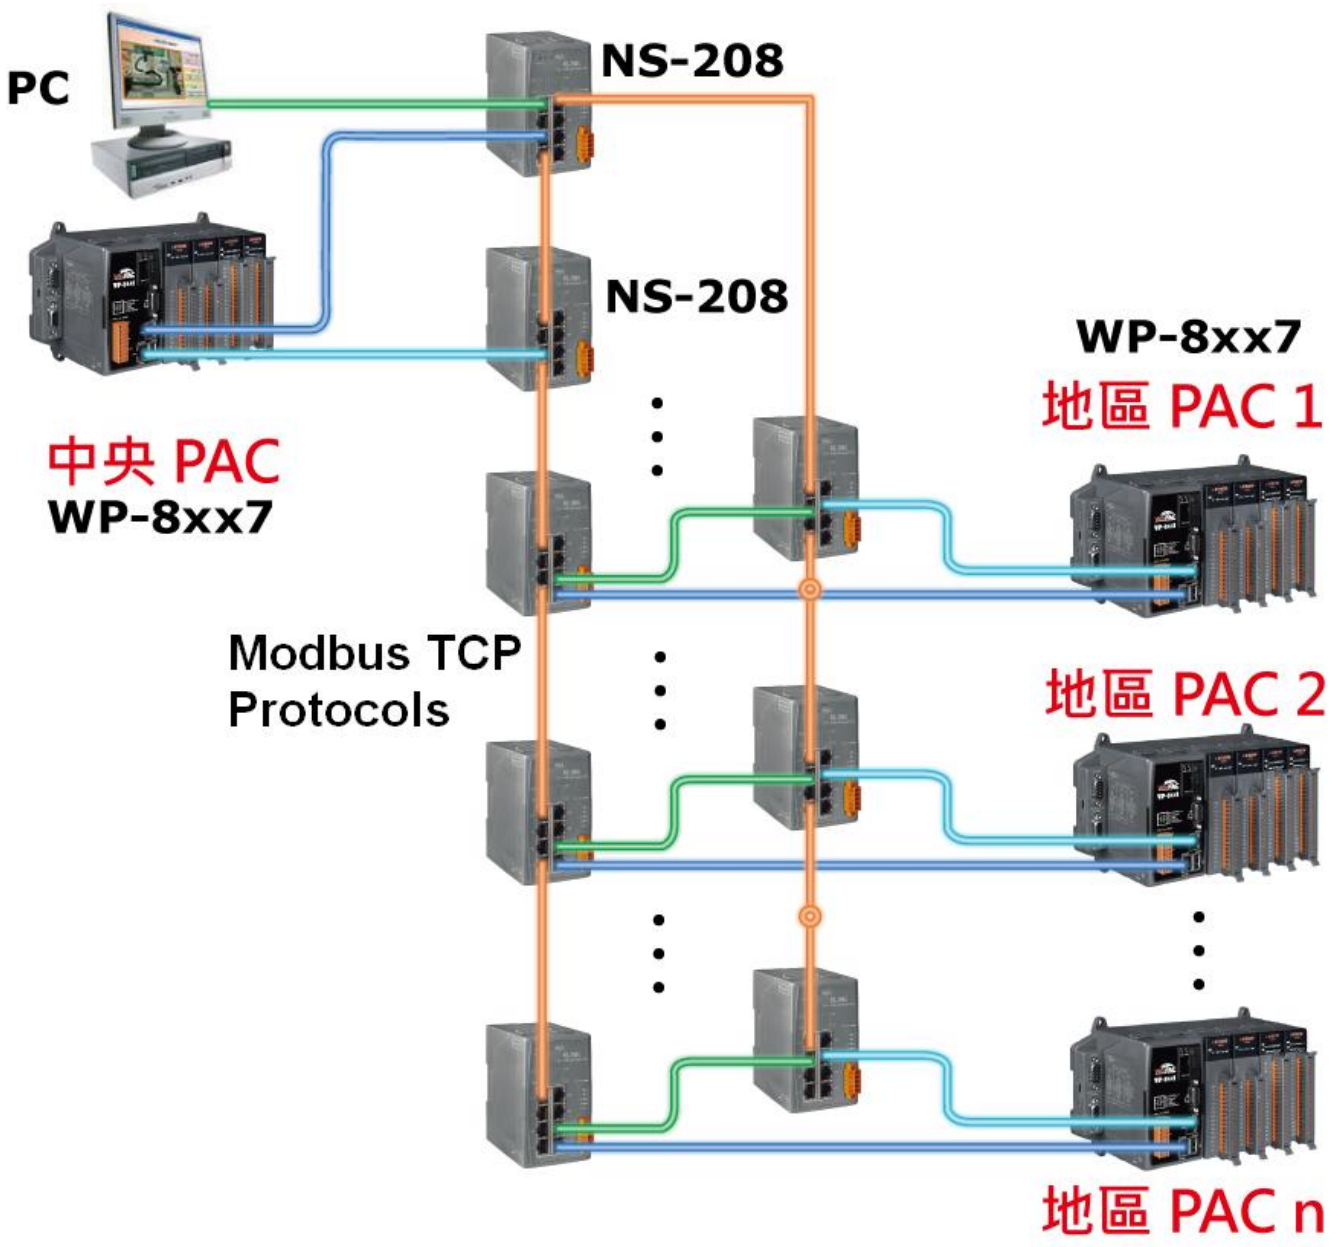 PC
NS-208
NS-208
中央 PAC
WP-8xx7
WP-8xx7
地區 PAC 1
Modbus TCP
Protocols
地區 PAC 2
地區 PAC n